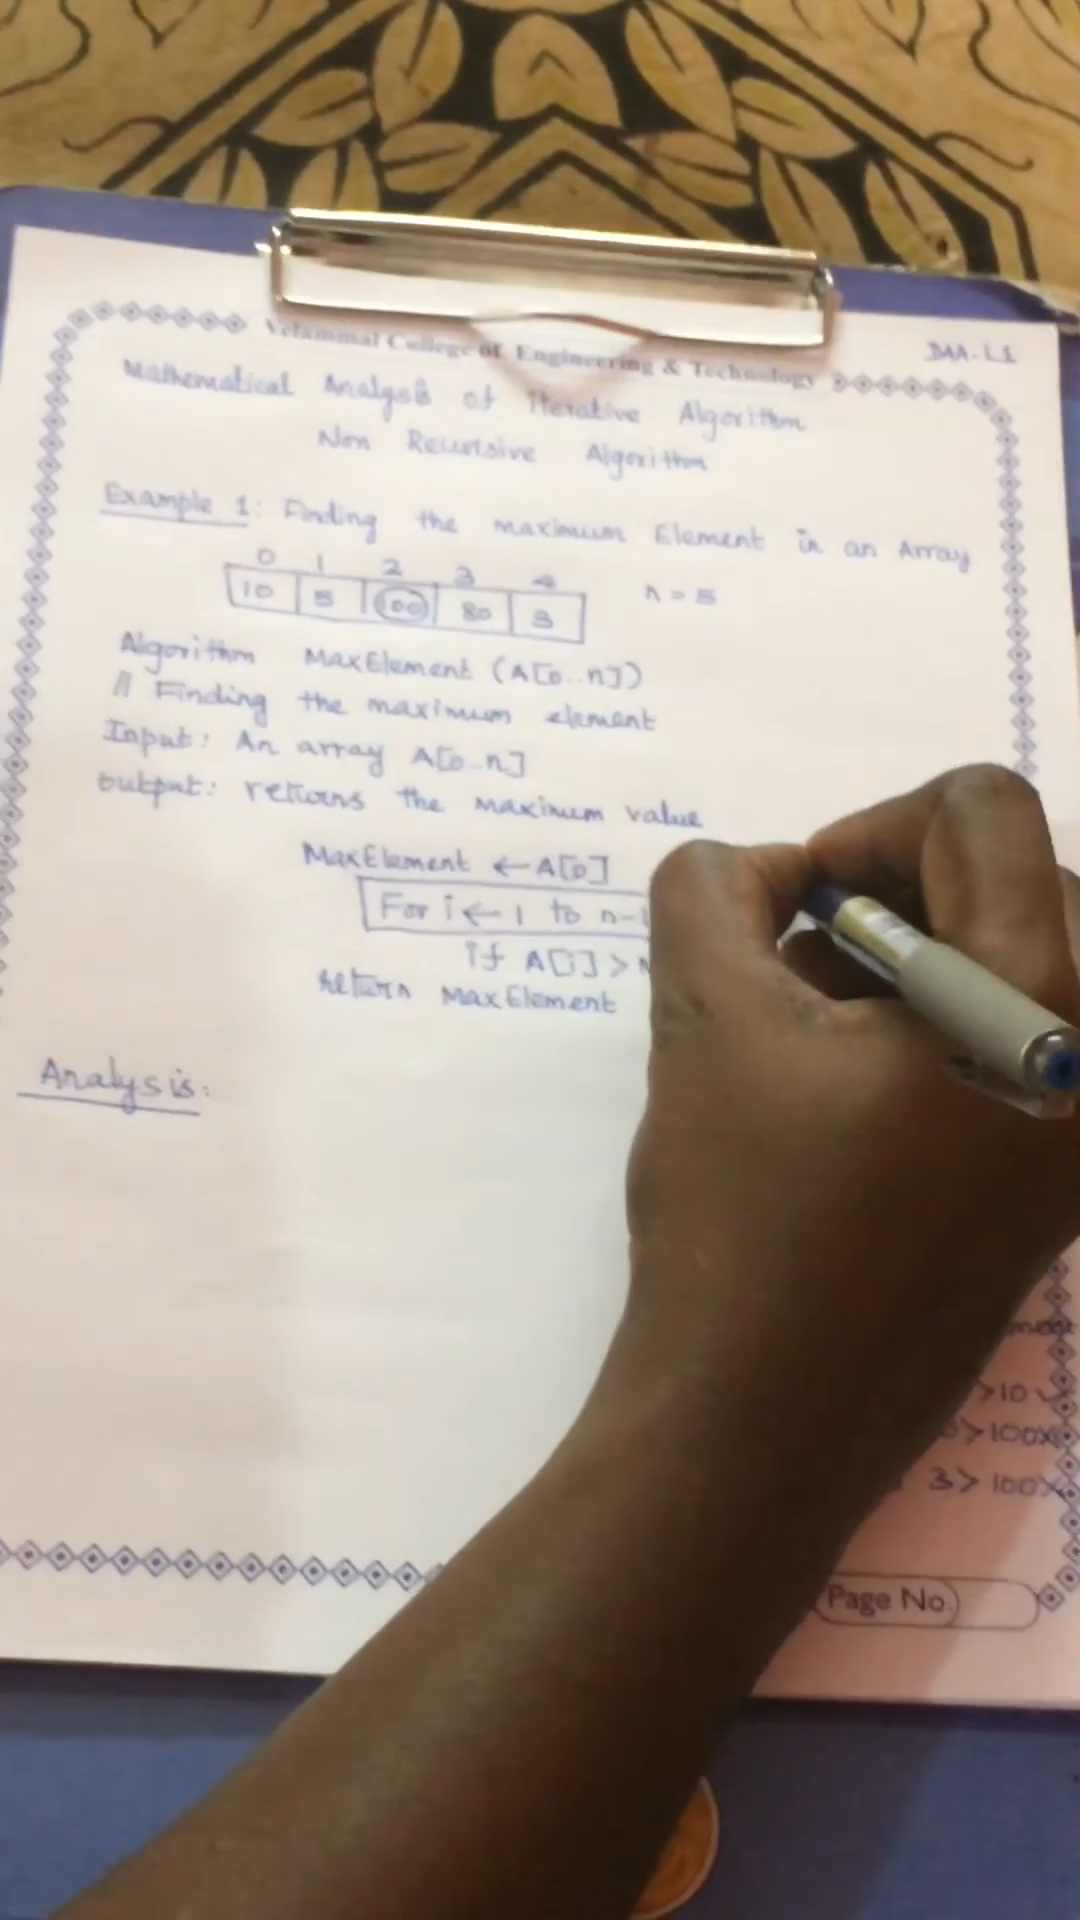 Velammal College of Engineering & Technology
DAA-L1
Mathematical Analysis of iterative Algorithm
Non Recursive Algorithm
Example 1: Finding the maximum Element in an Array
0 1 2 3 4
10 5 100 80 3 n = 5
Algorithm MaxElement (A[0..n])
// Finding the maximum element
Input: An array A[0..n]
output: returns the maximum value
MaxElement ← A[0]
For i ← 1 to n-1
if A[i] >
return MaxElement
Analysis:
>10 ✓
>100X
3> 100X
Page No.